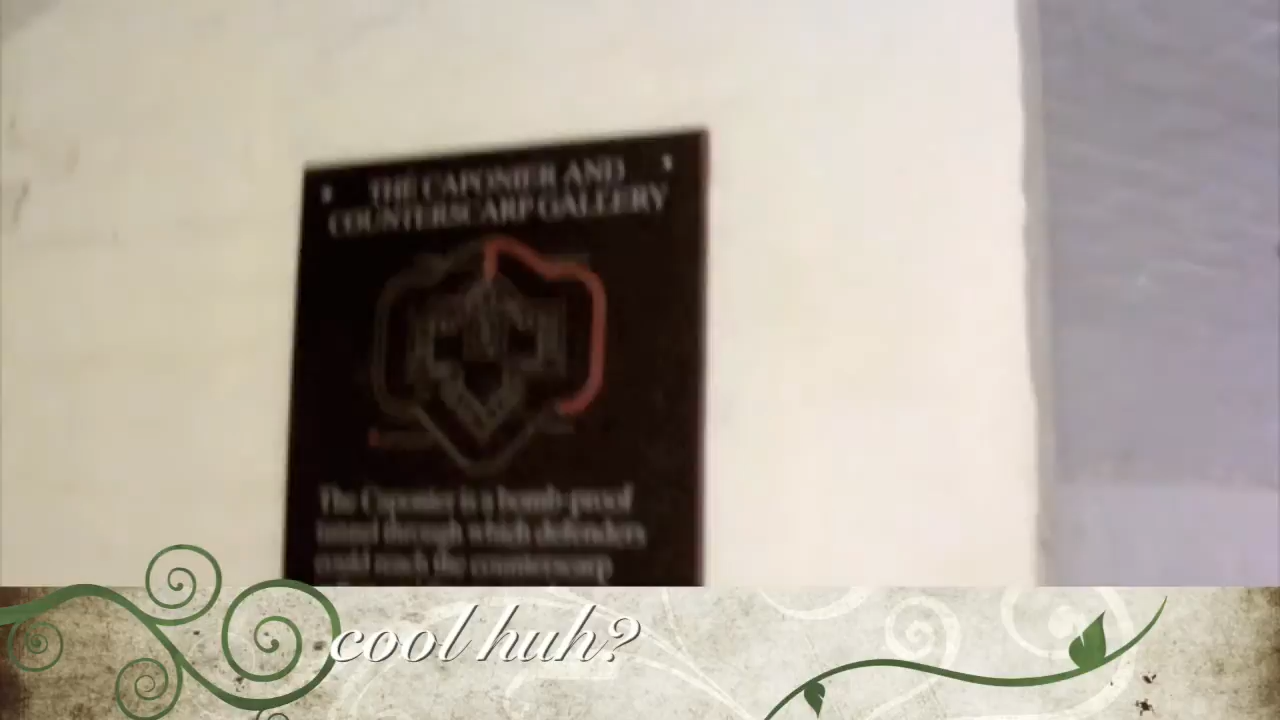 THE CAPONIER AND
COUNTERSCARP GALLERY
The Caponier is a bomb-proof
tunnel through which defenders
could reach the counterscarp
cool huh?